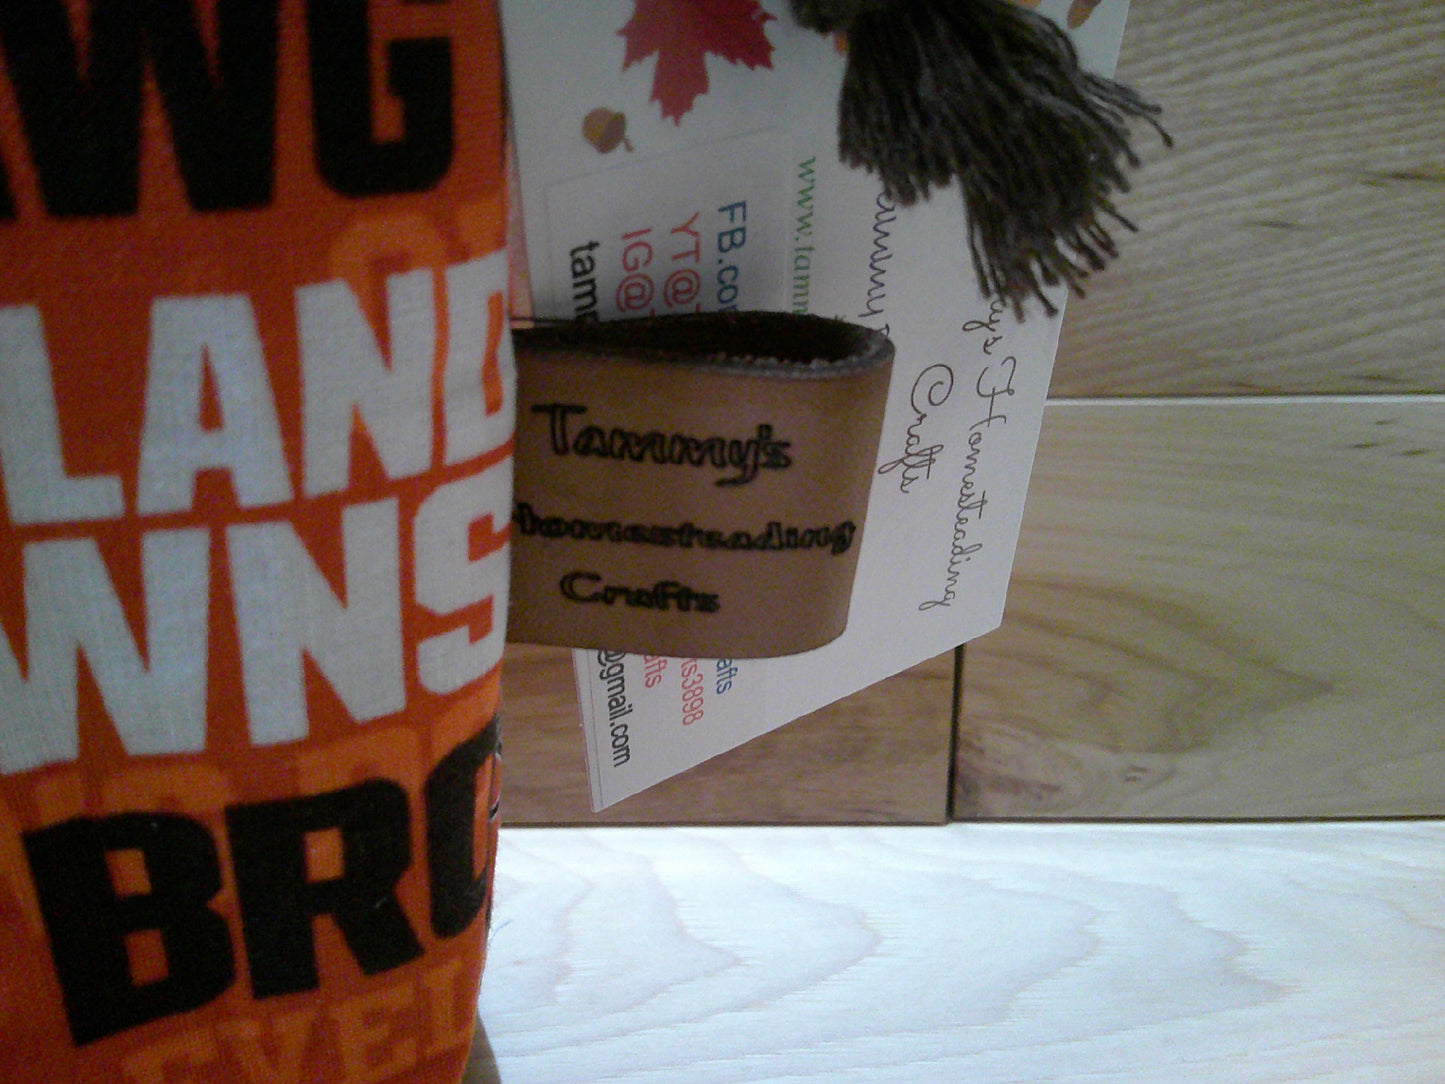 WG
LAND
WNS
BRO
Tammy's
Homesteading
Crafts
Homesteading
Crafts
www.tamm
FB.co
YT@
IG@
tam
afts
s3898
afts
@gmail.com